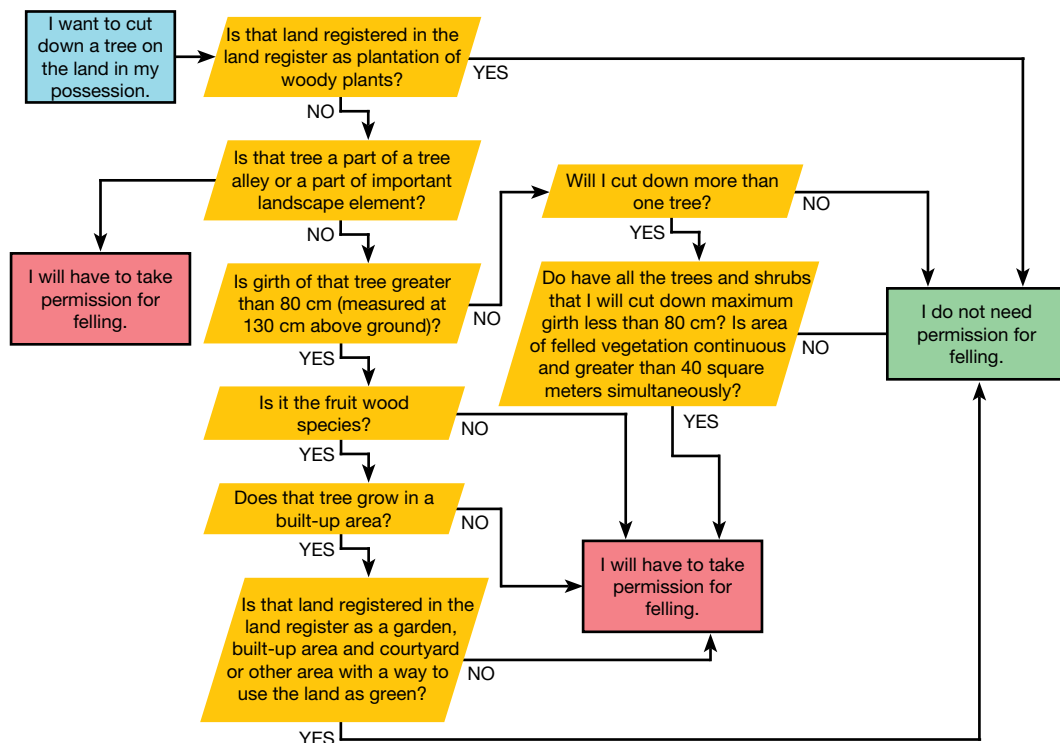 I want to cut
down a tree on
the land in my
possession.
Is that land registered in the
land register as plantation of
woody plants?
YES
NO
Is that tree a part of a tree
alley or a part of important
landscape element?
NO
Will I cut down more than
one tree?
NO
YES
I will have to take
permission for
felling.
Is girth of that tree greater
than 80 cm (measured at
130 cm above ground)?
NO
YES
Do have all the trees and shrubs
that I will cut down maximum
girth less than 80 cm? Is area
of felled vegetation continuous
and greater than 40 square
meters simultaneously?
NO
YES
I do not need
permission for
felling.
Is it the fruit wood
species?
NO
YES
Does that tree grow in a
built-up area?
NO
YES
I will have to take
permission for
felling.
Is that land registered in the
land register as a garden,
built-up area and courtyard
or other area with a way to
use the land as green?
NO
YES